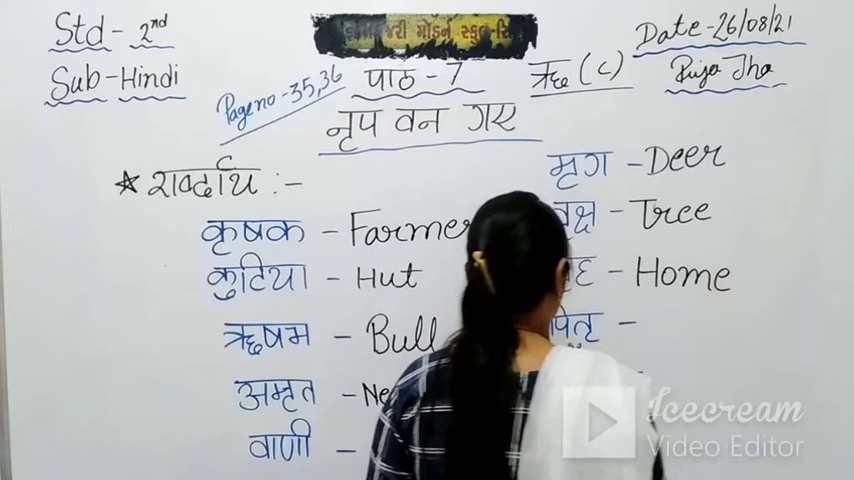 Std - 2nd
Sub - Hindi
Date - 26/08/21
Puja Jha
Page no - 35,36
पाठ - 7
ऋ ( ृ )
नृप वन गए
★ शब्दार्थ :-
कृषक - Farmer
कुटिया - Hut
ऋषभ - Bull
अमृत -
वाणी -
मृग - Deer
वृक्ष - Tree
- Home
पितृ -
Icecream
Video Editor